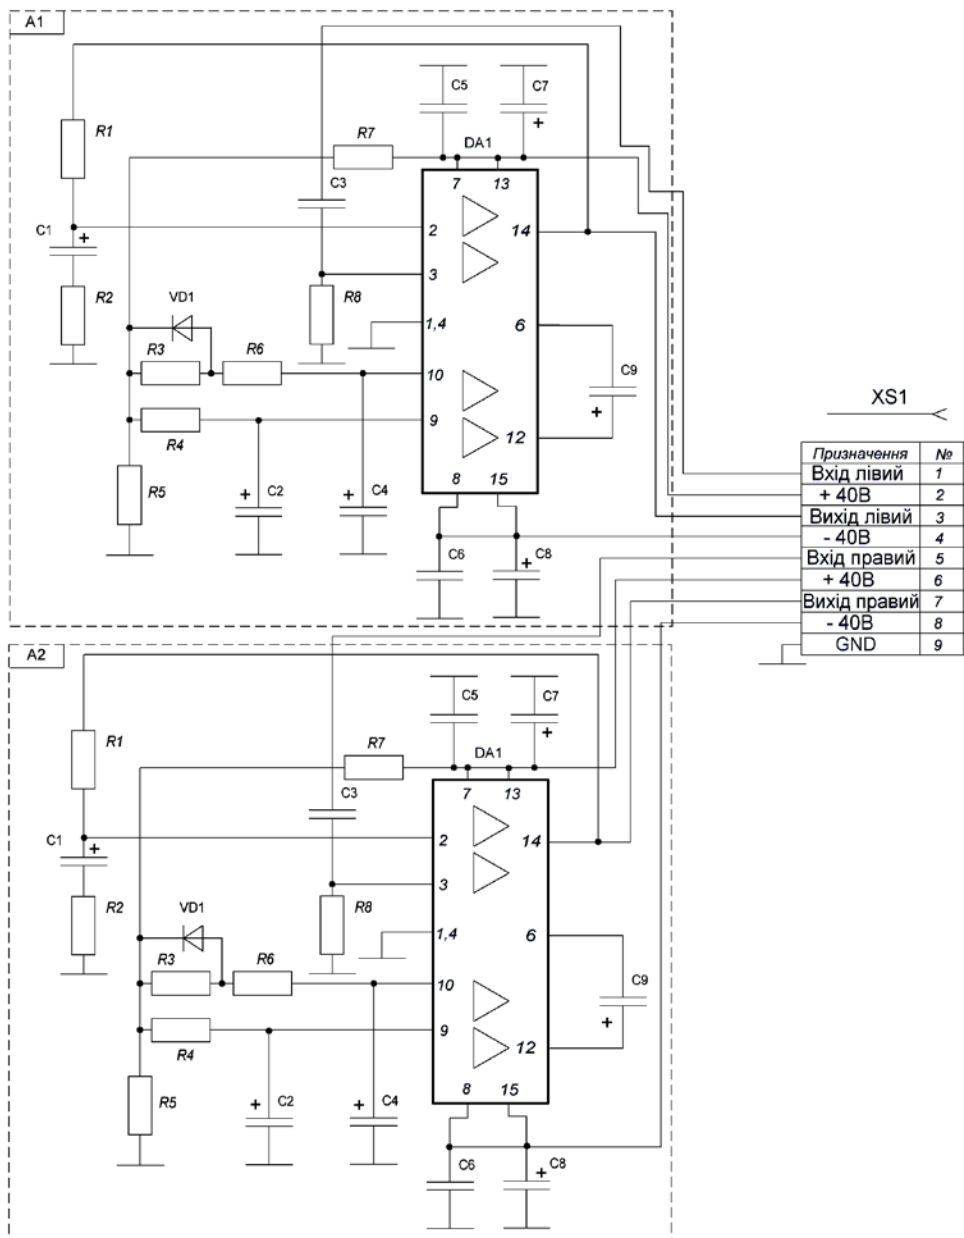 A1
C5
C7
R1
R7
DA1
C3
7
13
C1
+
+
2
14
R2
VD1
R8
3
R3
R6
1,4
6
10
C9
R4
9
+
12
R5
C2
C4
+
+
8
15
C6
+
C8
XS1
Призначення №
Вхід лівий 1
+ 40В 2
Вихід лівий 3
- 40В 4
Вхід правий 5
+ 40В 6
Вихід правий 7
- 40В 8
GND 9
A2
C5
C7
R1
R7
DA1
+
C3
7
13
C1
+
2
14
R2
VD1
R8
3
R3
R6
1,4
6
10
C9
R4
9
+
12
R5
C2
C4
+
+
8
15
C6
+
C8